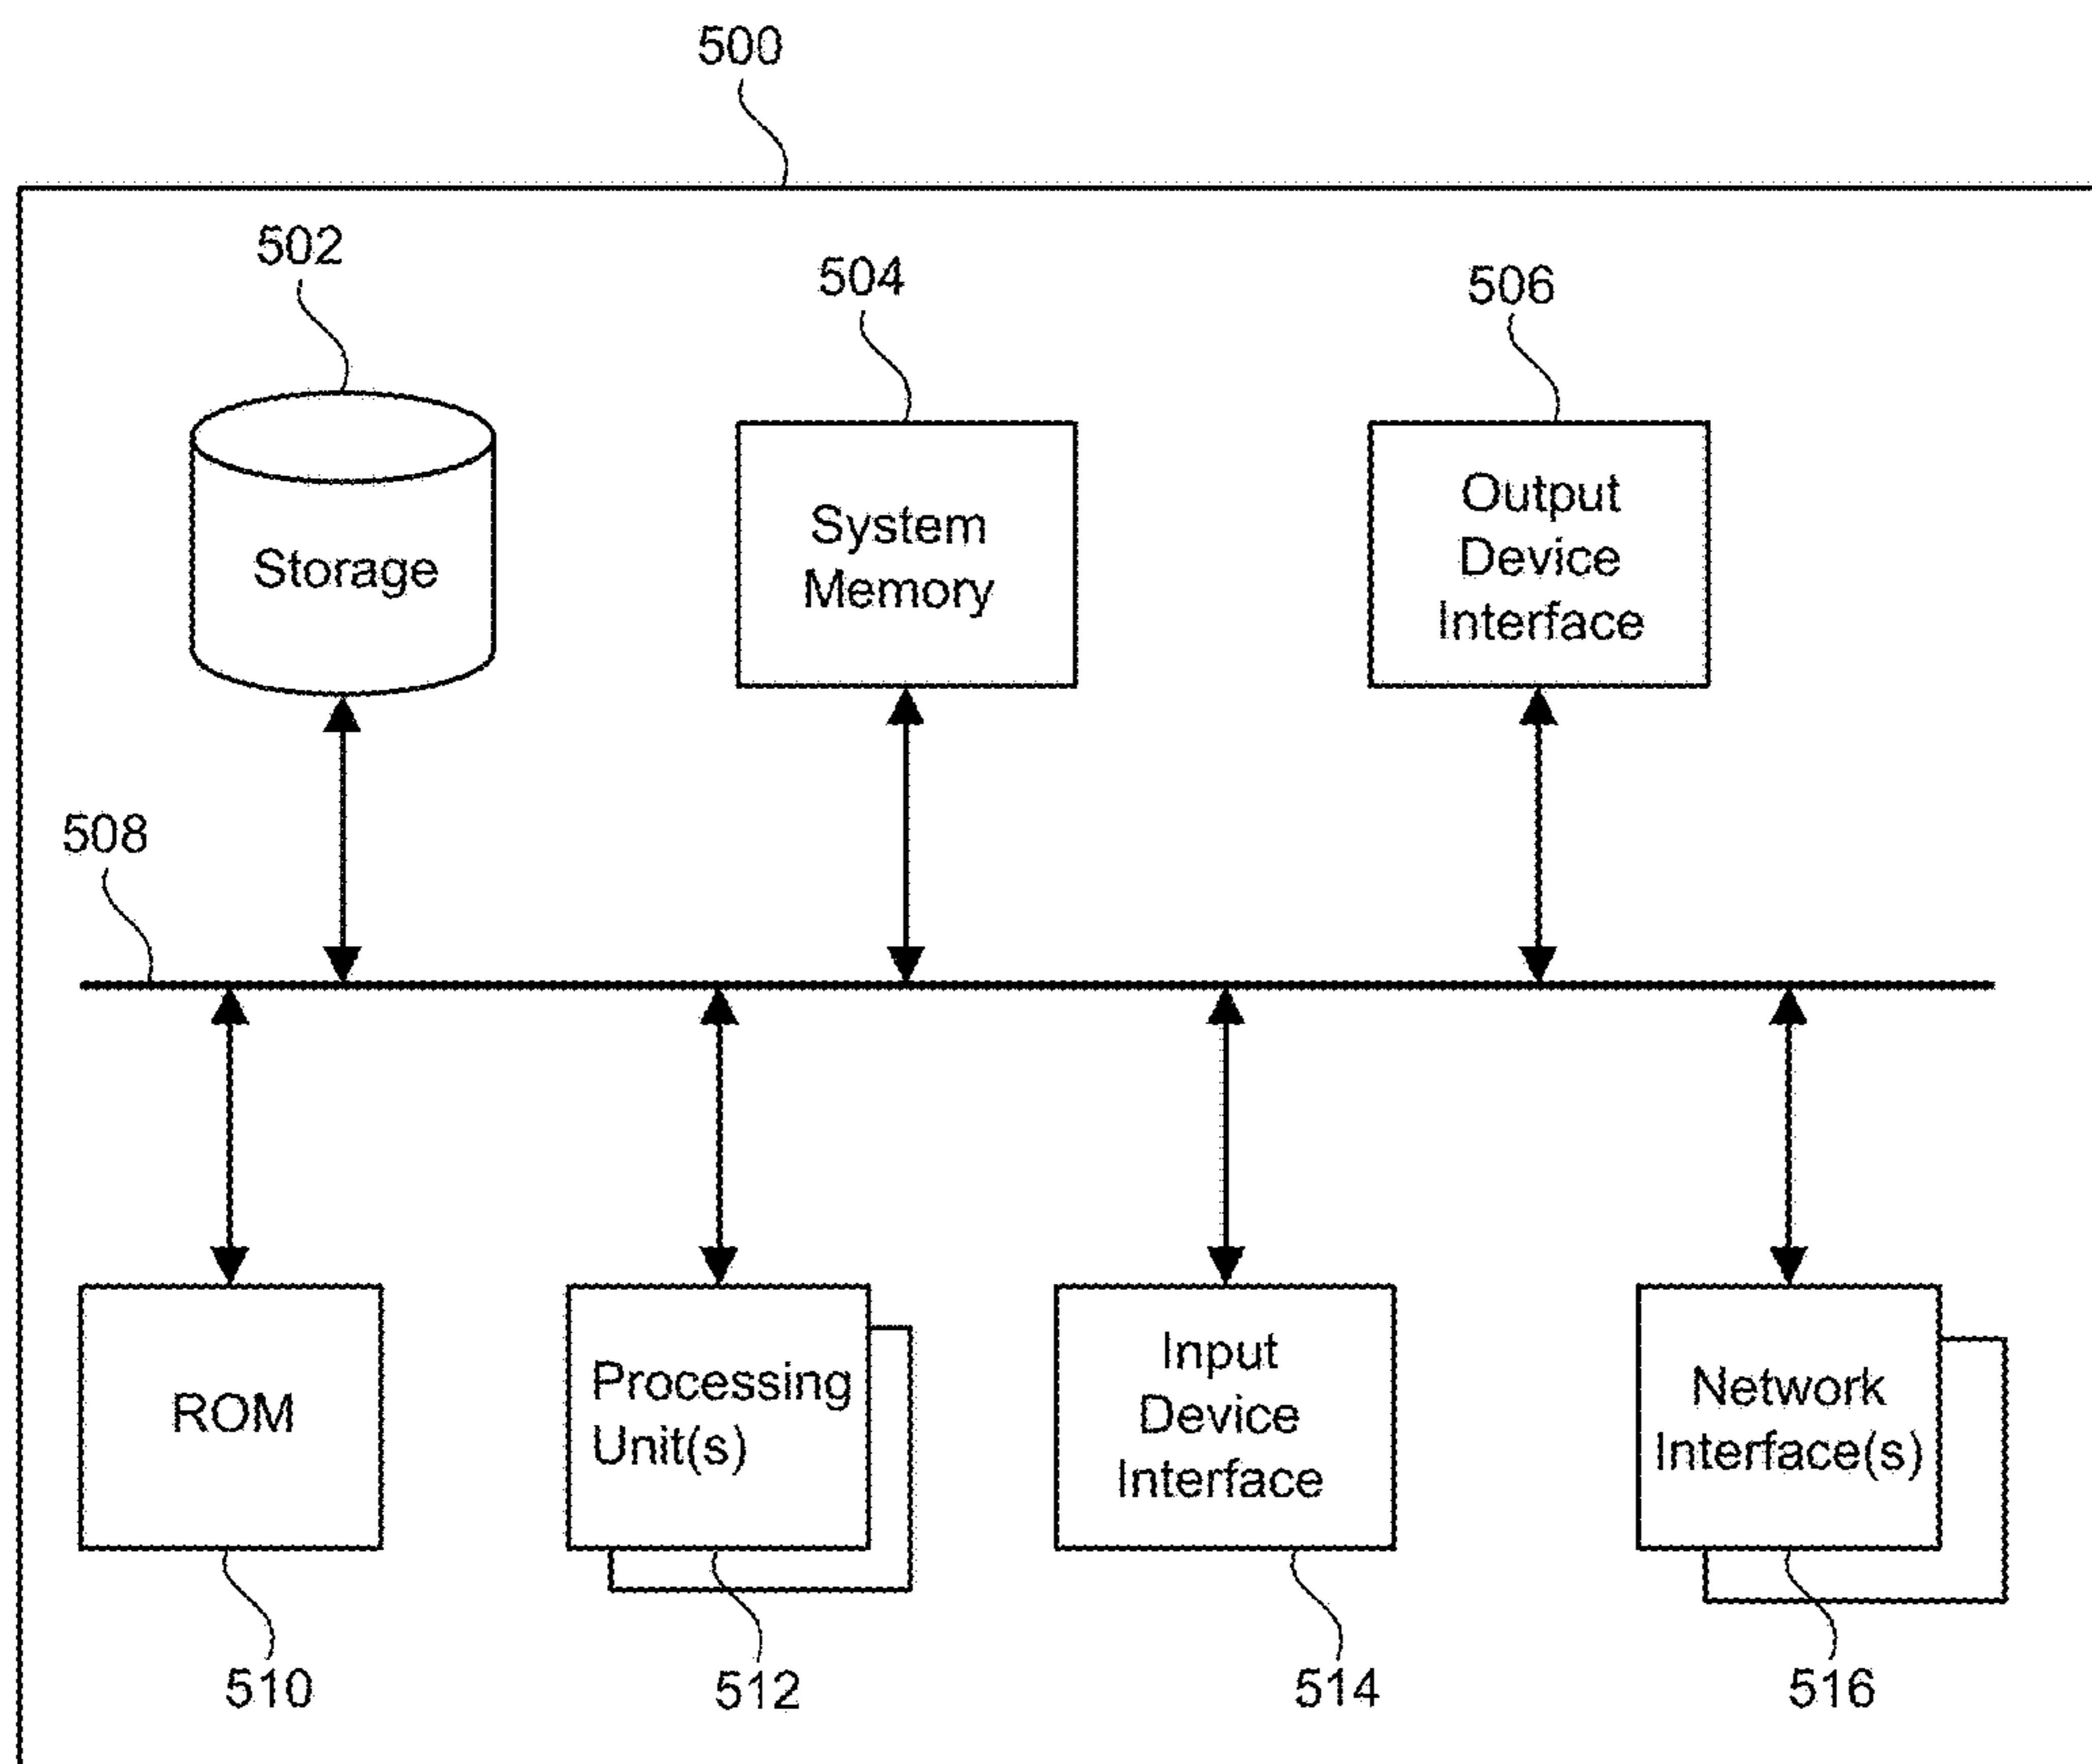 500
502
504
506
Storage
System
Memory
Output
Device
Interface
508
ROM
Processing
Unit(s)
Input
Device
Interface
Network
Interface(s)
510
512
514
516